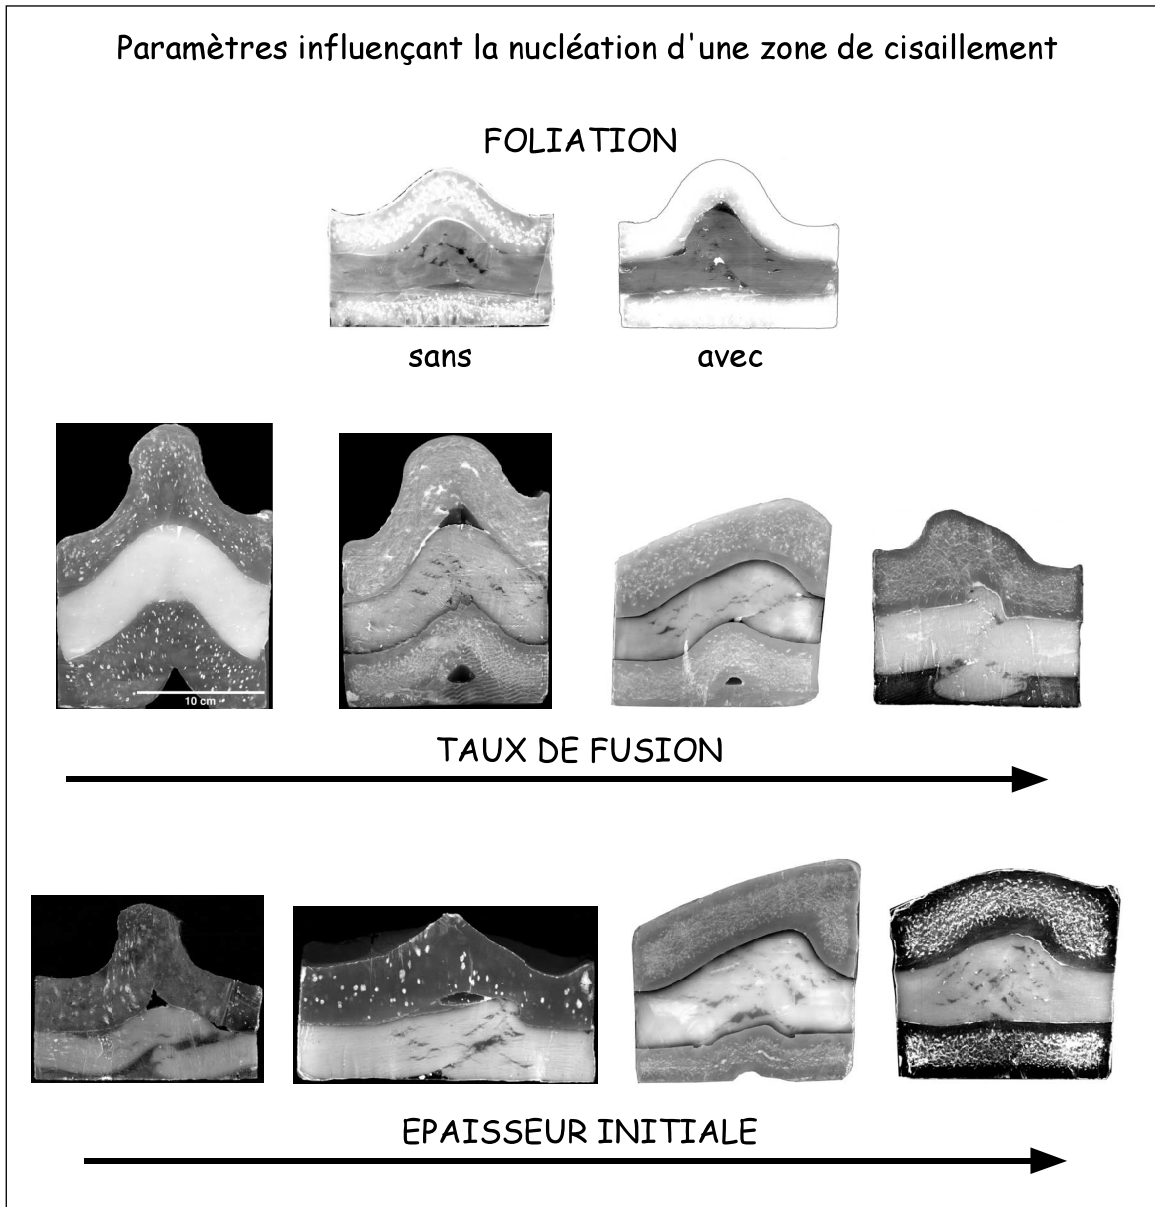 Paramètres influençant la nucléation d'une zone de cisaillement
FOLIATION
sans avec
10 cm
TAUX DE FUSION
EPAISSEUR INITIALE